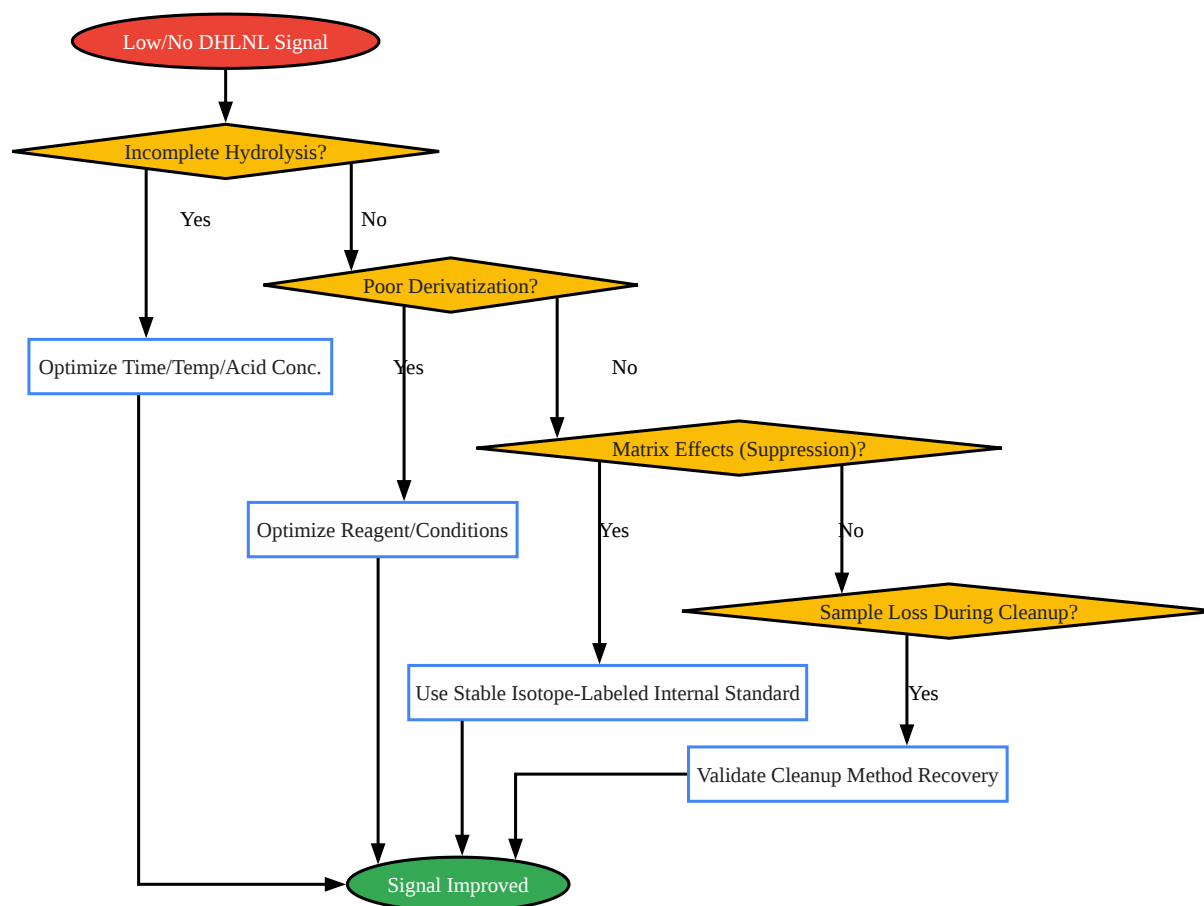 Low/No DHLNL Signal
Incomplete Hydrolysis?
Yes
No
Poor Derivatization?
Optimize Time/Temp/Acid Conc.
Yes
No
Matrix Effects (Suppression)?
Optimize Reagent/Conditions
Yes
No
Sample Loss During Cleanup?
Use Stable Isotope-Labeled Internal Standard
Yes
Validate Cleanup Method Recovery
Signal Improved